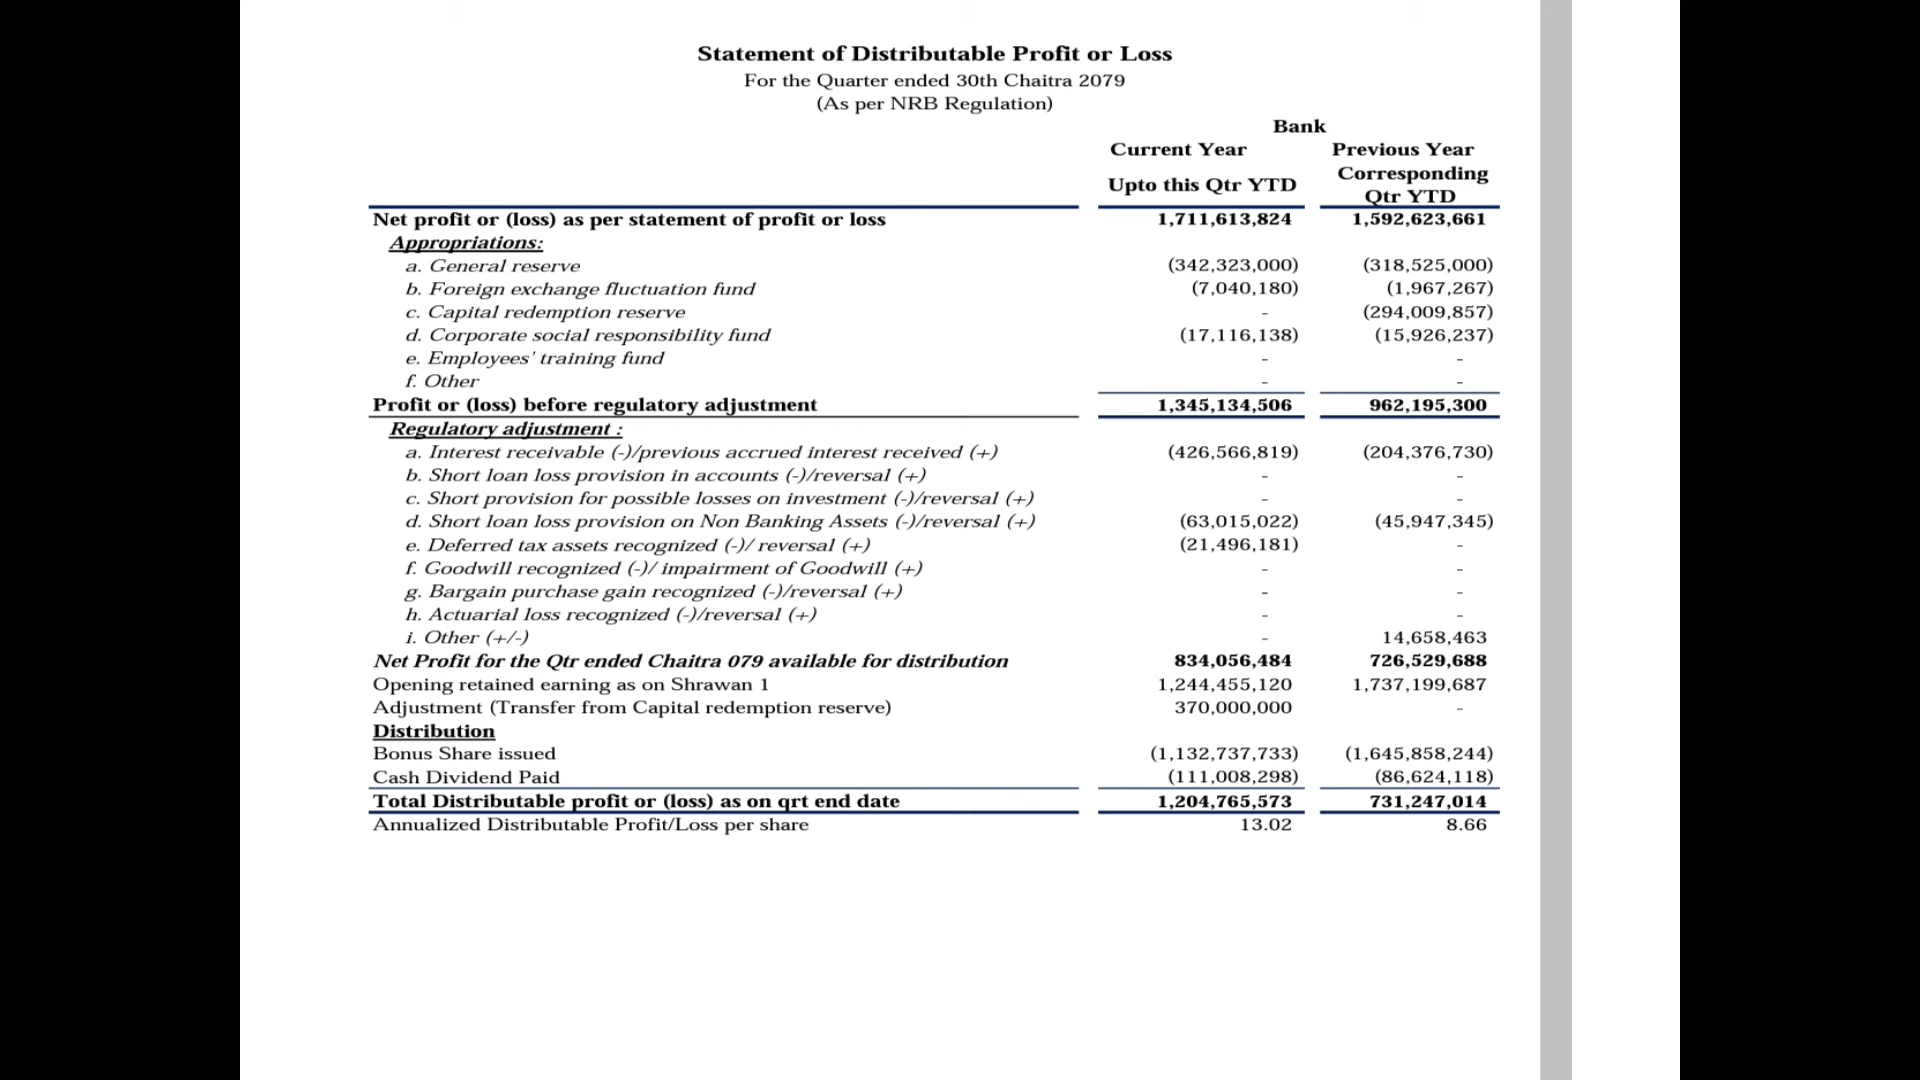 Statement of Distributable Profit or Loss
For the Quarter ended 30th Chaitra 2079
(As per NRB Regulation)
Bank
Current Year Previous Year
Upto this Qtr YTD Corresponding
Qtr YTD
Net profit or (loss) as per statement of profit or loss 1,711,613,824 1,592,623,661
Appropriations:
a. General reserve (342,323,000) (318,525,000)
b. Foreign exchange fluctuation fund (7,040,180) (1,967,267)
c. Capital redemption reserve - (294,009,857)
d. Corporate social responsibility fund (17,116,138) (15,926,237)
e. Employees' training fund - -
f. Other - -
Profit or (loss) before regulatory adjustment 1,345,134,506 962,195,300
Regulatory adjustment :
a. Interest receivable (-)/previous accrued interest received (+) (426,566,819) (204,376,730)
b. Short loan loss provision in accounts (-)/reversal (+) - -
c. Short provision for possible losses on investment (-)/reversal (+) - -
d. Short loan loss provision on Non Banking Assets (-)/reversal (+) (63,015,022) (45,947,345)
e. Deferred tax assets recognized (-)/ reversal (+) (21,496,181) -
f. Goodwill recognized (-)/ impairment of Goodwill (+) - -
g. Bargain purchase gain recognized (-)/reversal (+) - -
h. Actuarial loss recognized (-)/reversal (+) - -
i. Other (+/-) - 14,658,463
Net Profit for the Qtr ended Chaitra 079 available for distribution 834,056,484 726,529,688
Opening retained earning as on Shrawan 1 1,244,455,120 1,737,199,687
Adjustment (Transfer from Capital redemption reserve) 370,000,000 -
Distribution
Bonus Share issued (1,132,737,733) (1,645,858,244)
Cash Dividend Paid (111,008,298) (86,624,118)
Total Distributable profit or (loss) as on qrt end date 1,204,765,573 731,247,014
Annualized Distributable Profit/Loss per share 13.02 8.66